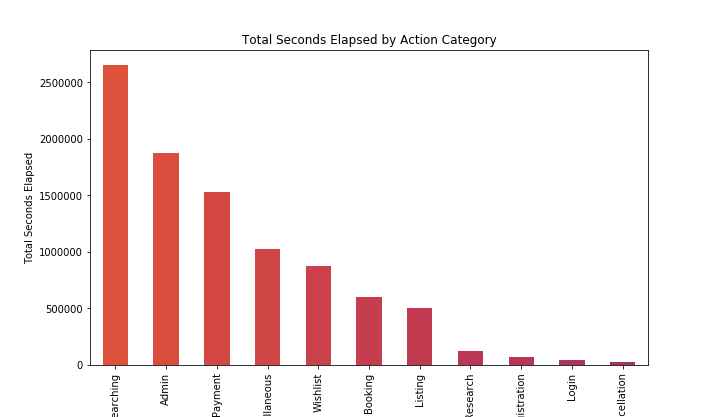 Total Seconds Elapsed by Action Category
Total Seconds Elapsed
2500000
2000000
1500000
1000000
500000
0
earching
Admin
Payment
llaneous
Wishlist
Booking
Listing
Research
istration
Login
cellation